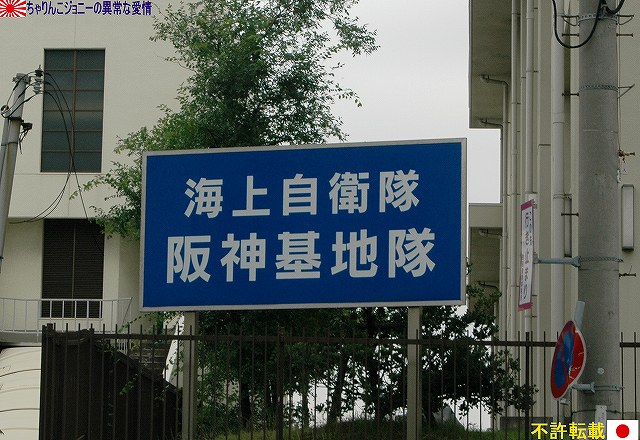 ちゃりんこジョニーの異常な愛情
海上自衛隊
阪神基地隊
不許転載